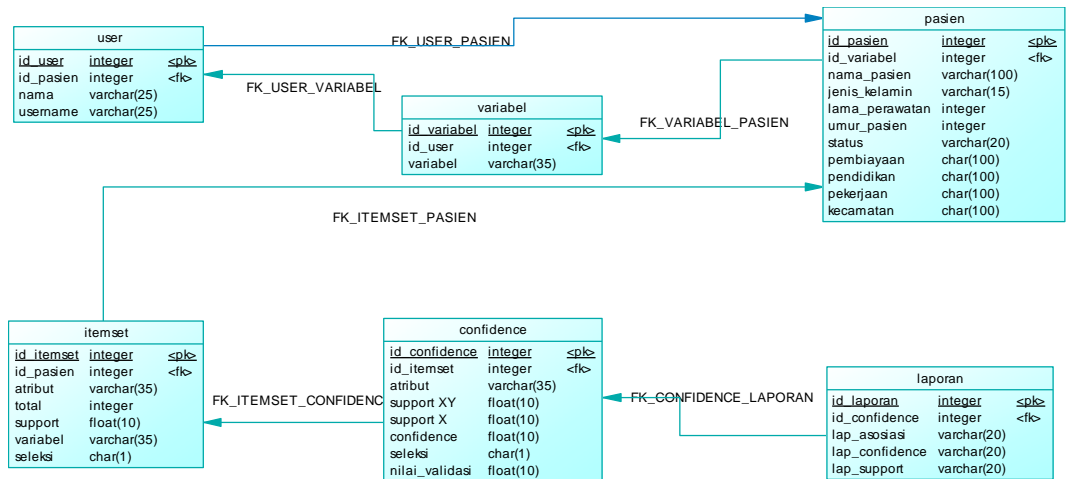 user
id_user integer <pk>
id_pasien integer <fk>
nama varchar(25)
username varchar(25)
FK_USER_PASIEN
pasien
id_pasien integer <pk>
id_variabel integer <fk>
nama_pasien varchar(100)
jenis_kelamin varchar(15)
lama_perawatan integer
umur_pasien integer
status varchar(20)
pembiayaan char(100)
pendidikan char(100)
pekerjaan char(100)
kecamatan char(100)
FK_USER_VARIABEL
variabel
id_variabel integer <pk>
id_user integer <fk>
variabel varchar(35)
FK_VARIABEL_PASIEN
FK_ITEMSET_PASIEN
itemset
id_itemset integer <pk>
id_pasien integer <fk>
atribut varchar(35)
total integer
support float(10)
variabel varchar(35)
seleksi char(1)
FK_ITEMSET_CONFIDENC
confidence
id_confidence integer <pk>
id_itemset integer <fk>
atribut varchar(35)
support XY float(10)
support X float(10)
confidence float(10)
seleksi char(1)
nilai_validasi float(10)
FK_CONFIDENCE_LAPORAN
laporan
id_laporan integer <pk>
id_confidence integer <fk>
lap_asosiasi varchar(20)
lap_confidence varchar(20)
lap_support varchar(20)